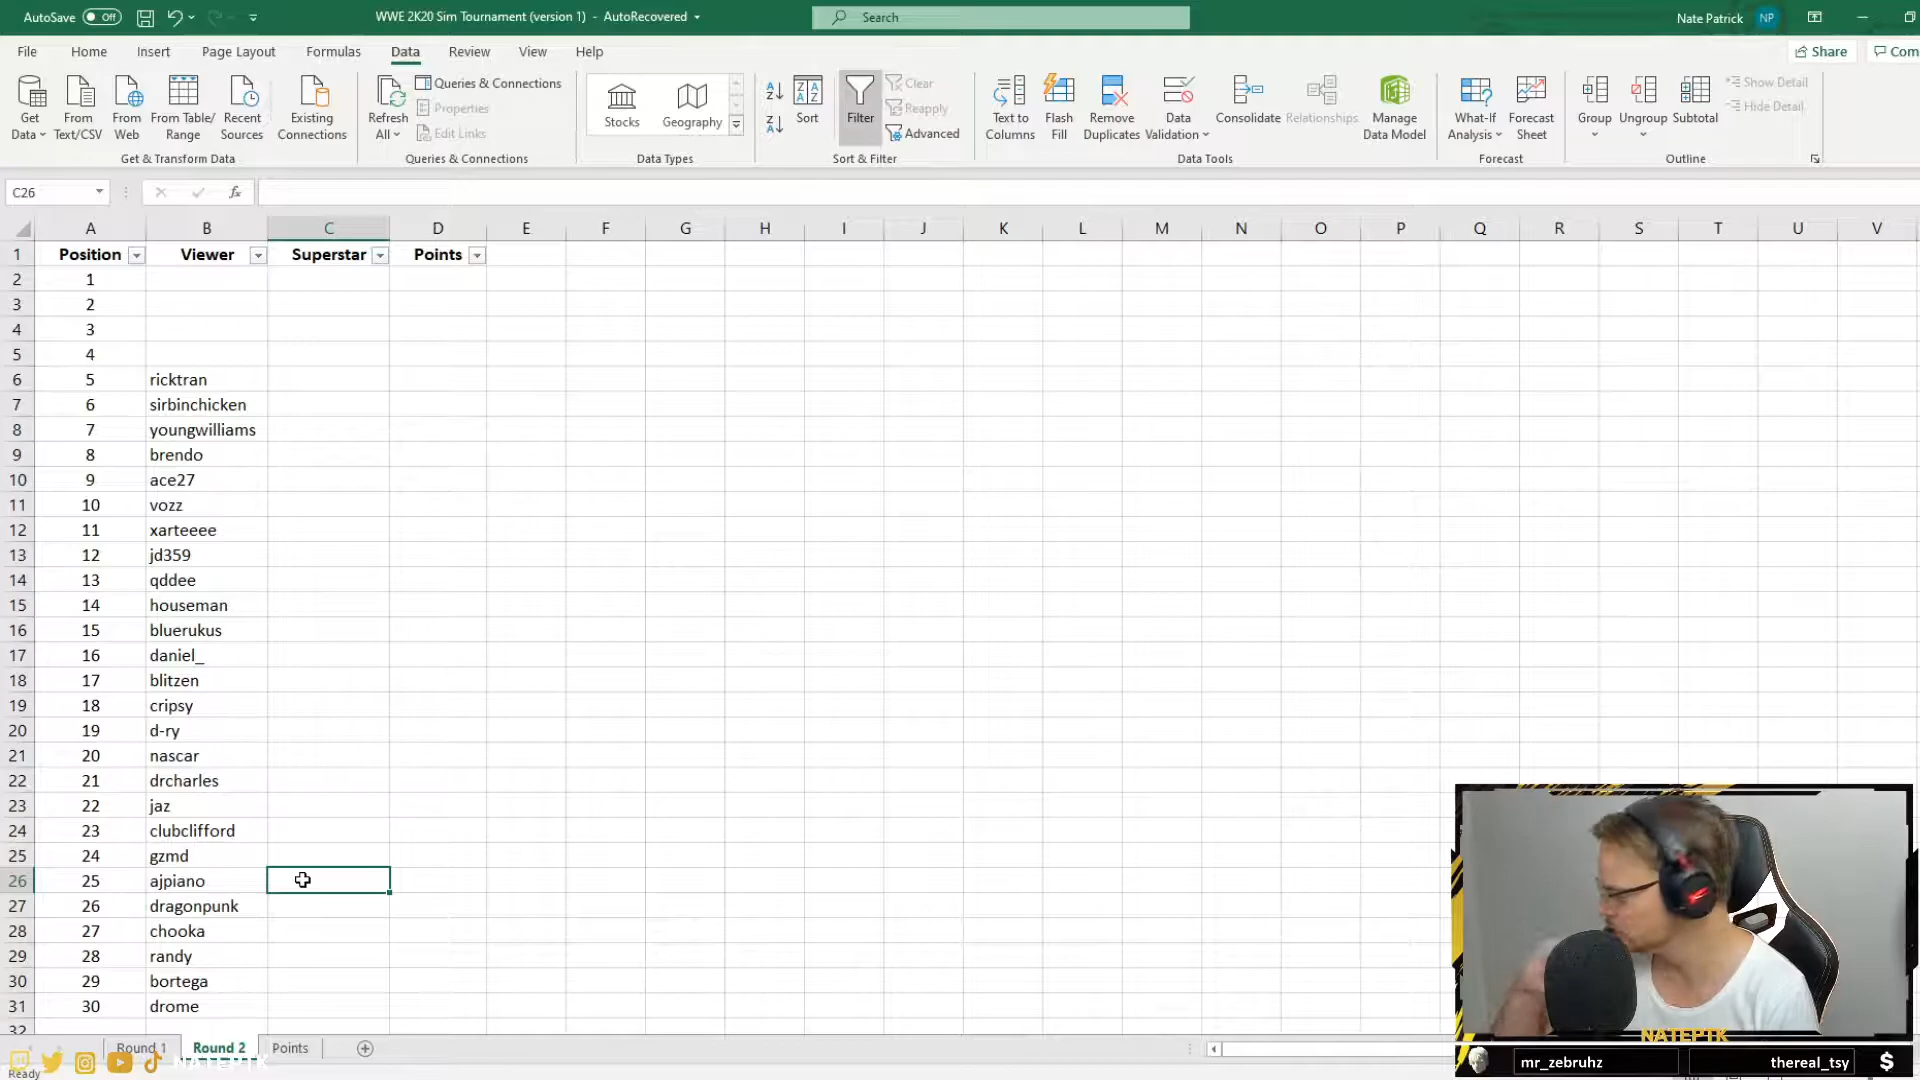 AutoSave Off WWE 2K20 Sim Tournament (version 1) - AutoRecovered Search Nate Patrick NP
File Home Insert Page Layout Formulas Data Review View Help Share Com
Get Data From Text/CSV From Web From Table/ Range Recent Sources Existing Connections
Get & Transform Data
Refresh All Queries & Connections Properties Edit Links
Queries & Connections
Stocks Geography
Data Types
Sort Filter Clear Reapply Advanced
Sort & Filter
Text to Columns Flash Fill Remove Duplicates Data Validation Consolidate Relationships Manage Data Model
Data Tools
What-If Analysis Forecast Sheet
Forecast
Group Ungroup Subtotal Show Detail Hide Detail
Outline
C26 fx
A B C D E F G H I J K L M N O P Q R S T U V
1 Position Viewer Superstar Points
2 1
3 2
4 3
5 4
6 5 ricktran
7 6 sirbinchicken
8 7 youngwilliams
9 8 brendo
10 9 ace27
11 10 vozz
12 11 xarteeee
13 12 jd359
14 13 qddee
15 14 houseman
16 15 bluerukus
17 16 daniel_
18 17 blitzen
19 18 cripsy
20 19 d-ry
21 20 nascar
22 21 drcharles
23 22 jaz
24 23 clubclifford
25 24 gzmd
26 25 ajpiano
27 26 dragonpunk
28 27 chooka
29 28 randy
30 29 bortega
31 30 drome
32
Round 1 Round 2 Points
NATEPTK
Ready
NATEPTK
mr_zebruhz thereal_tsy $